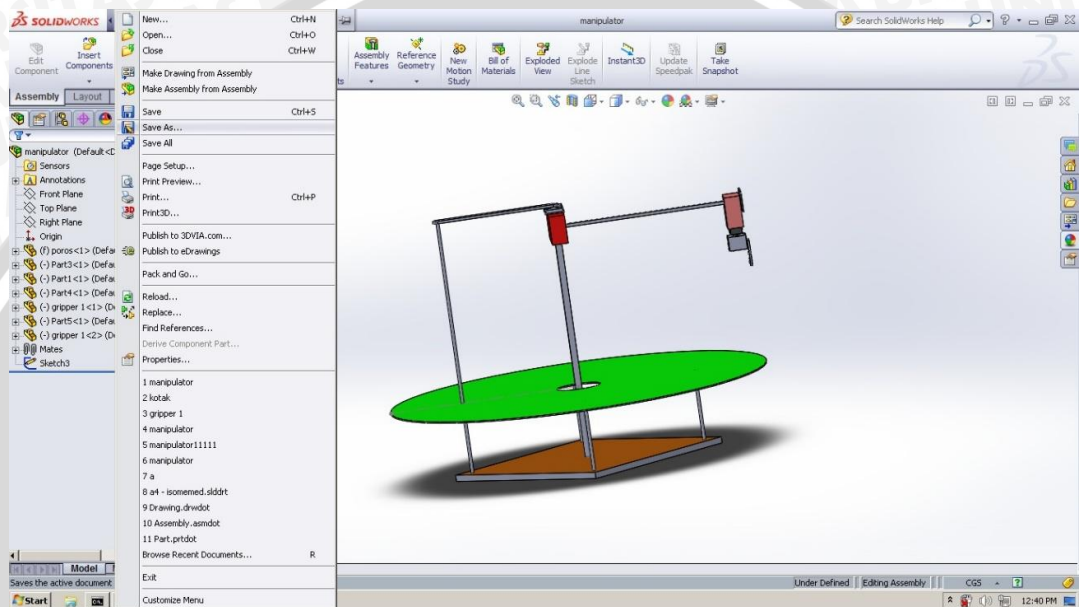 SOLIDWORKS
manipulator
Search SolidWorks Help
Edit Component
Insert Components
Assembly Features
Reference Geometry
New Motion Study
Bill of Materials
Exploded View
Explode Line Sketch
Instant3D
Update Speedpak
Take Snapshot
Assembly
Layout
New... Ctrl+N
Open... Ctrl+O
Close Ctrl+W
Make Drawing from Assembly
Make Assembly from Assembly
Save Ctrl+S
Save As...
Save All
Page Setup...
Print Preview...
Print... Ctrl+P
Print3D...
Publish to 3DVIA.com...
Publish to eDrawings
Pack and Go...
Reload...
Replace...
Find References...
Derive Component Part...
Properties...
1 manipulator
2 kotak
3 gripper 1
4 manipulator
5 manipulator11111
6 manipulator
7 a
8 a4 - isomemed.slddrt
9 Drawing.drwdot
10 Assembly.asmdot
11 Part.prtdot
Browse Recent Documents... R
Exit
Customize Menu
manipulator (Default<D
Sensors
Annotations
Front Plane
Top Plane
Right Plane
Origin
(f) poros<1> (Defa
(-) Part3<1> (Defa
(-) Part1<1> (Defa
(-) Part4<1> (Defa
(-) gripper 1<1> (D
(-) Part5<1> (Defa
(-) gripper 1<2> (D
Mates
Sketch3
Model
Saves the active document
Under Defined
Editing Assembly
CGS
Start
12:40 PM